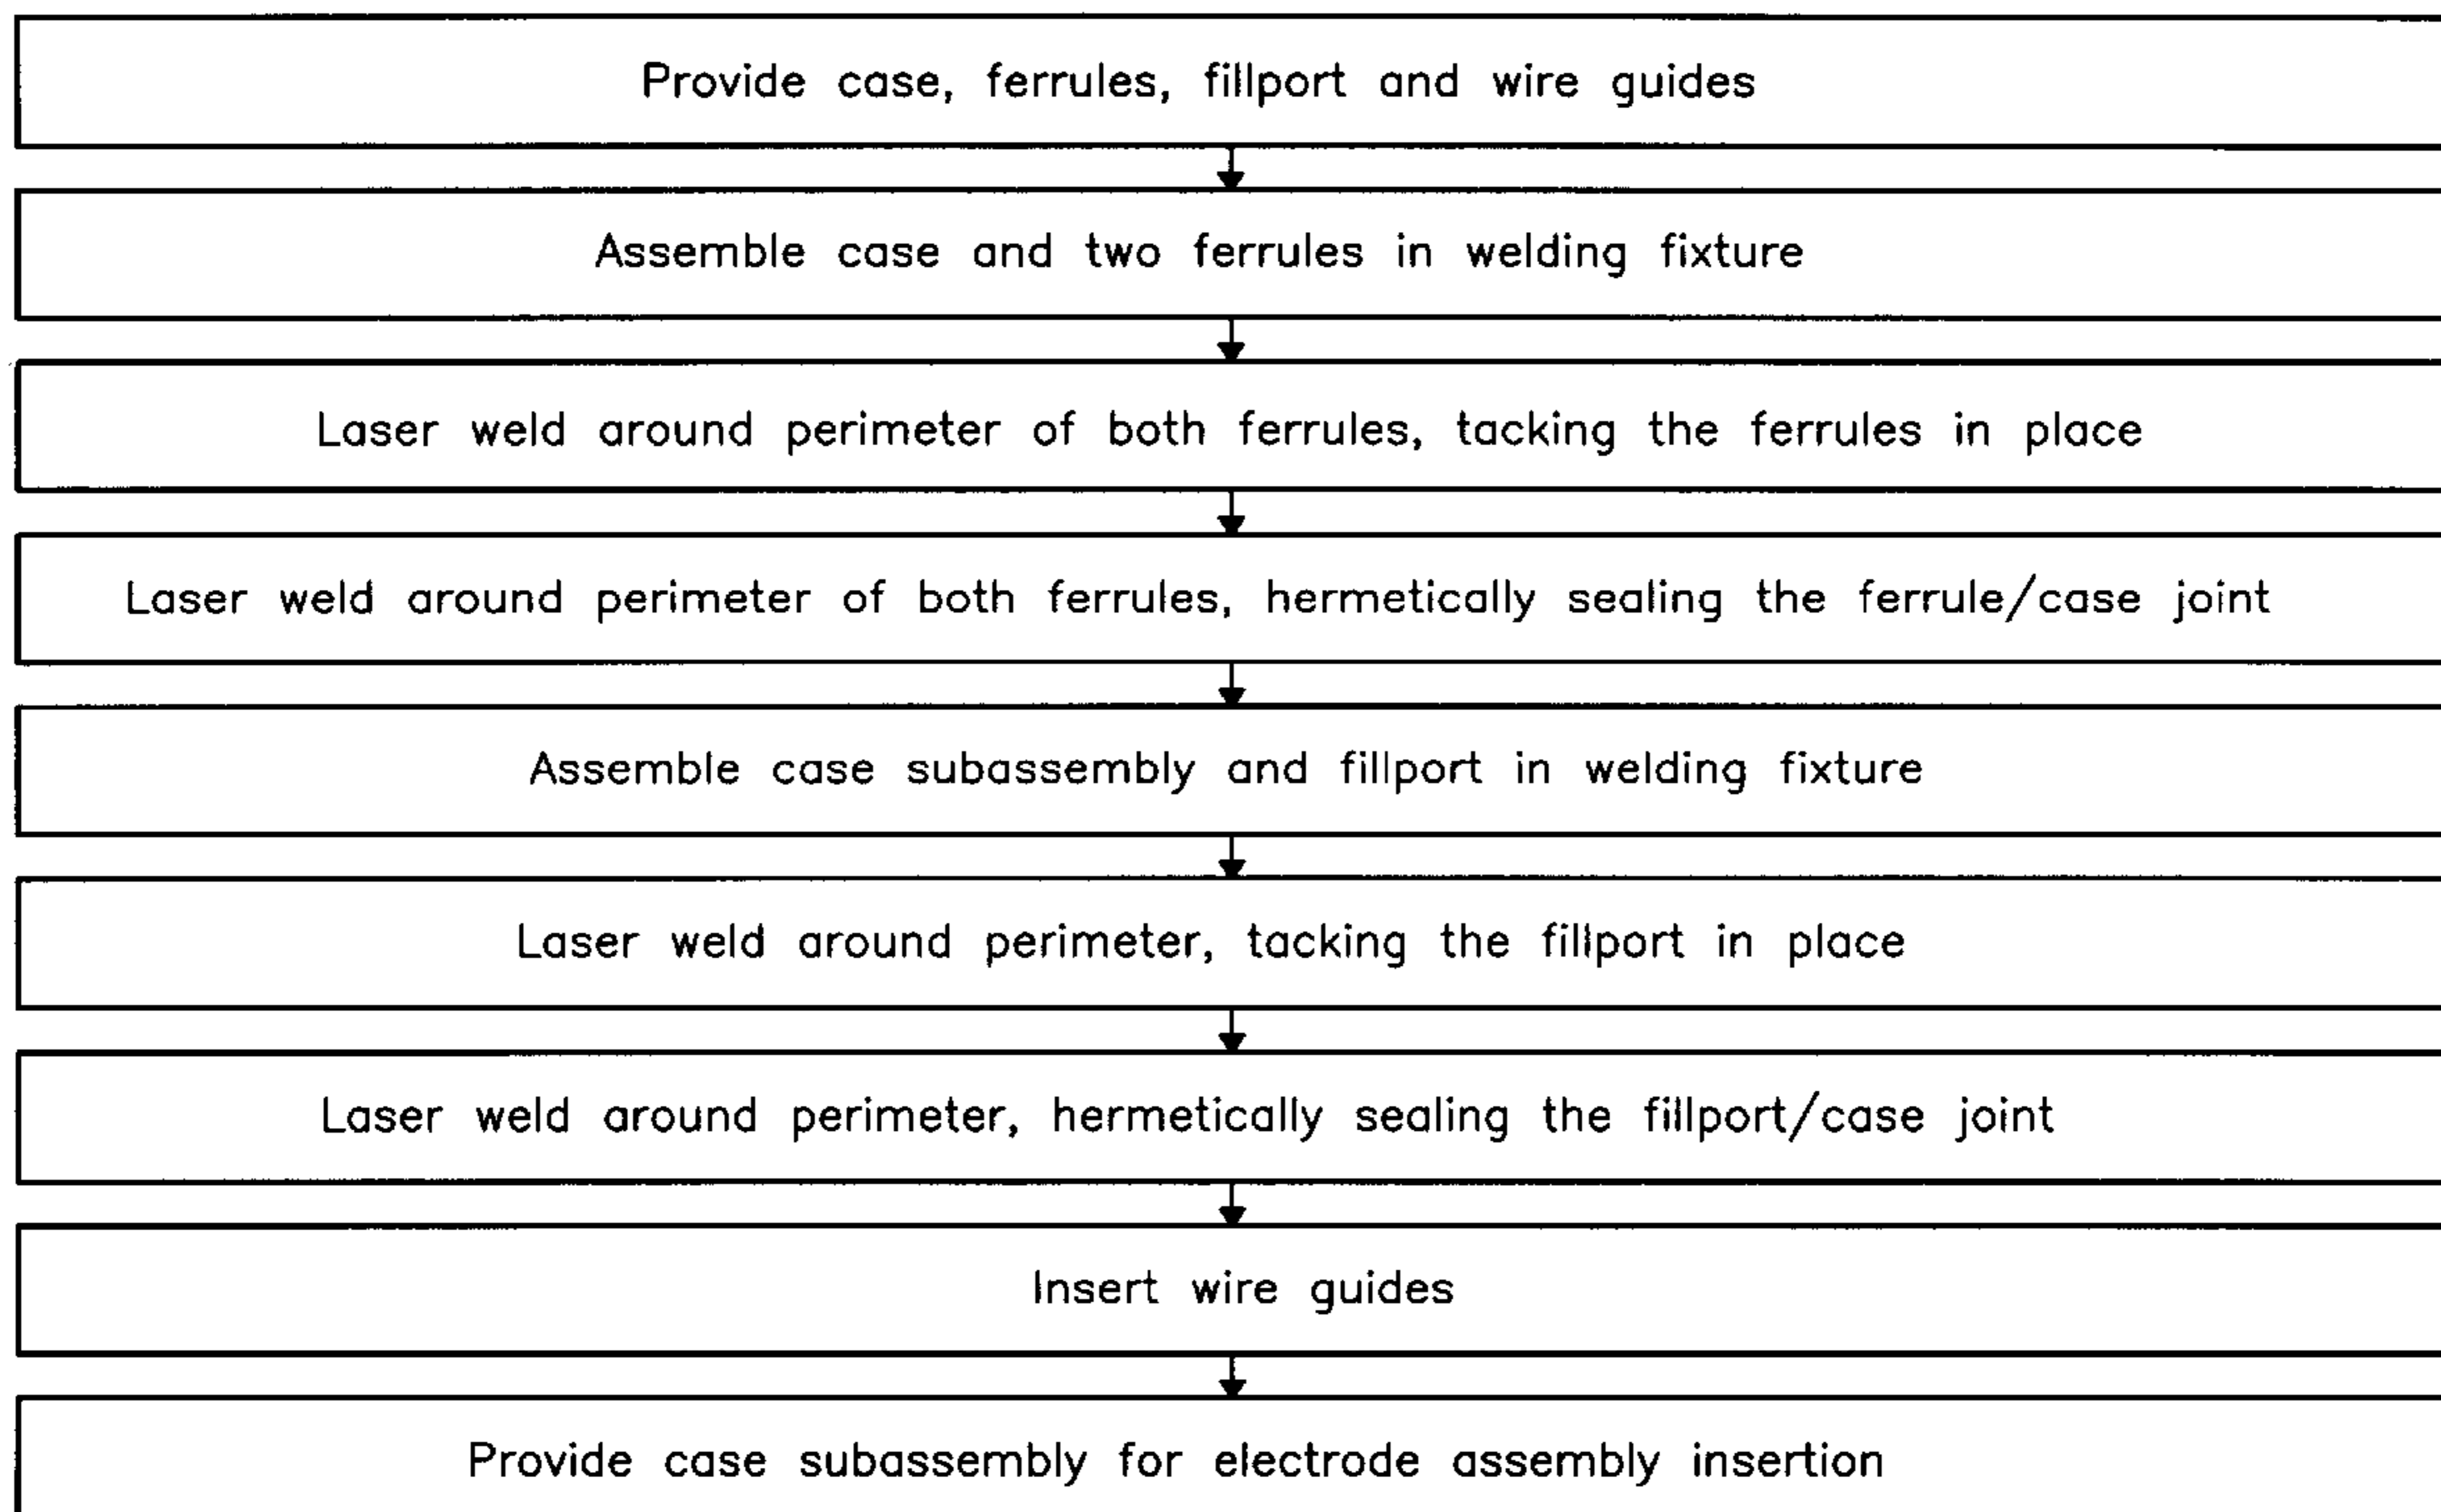 Provide case, ferrules, fillport and wire guides
Assemble case and two ferrules in welding fixture
Laser weld around perimeter of both ferrules, tacking the ferrules in place
Laser weld around perimeter of both ferrules, hermetically sealing the ferrule/case joint
Assemble case subassembly and fillport in welding fixture
Laser weld around perimeter, tacking the fillport in place
Laser weld around perimeter, hermetically sealing the fillport/case joint
Insert wire guides
Provide case subassembly for electrode assembly insertion